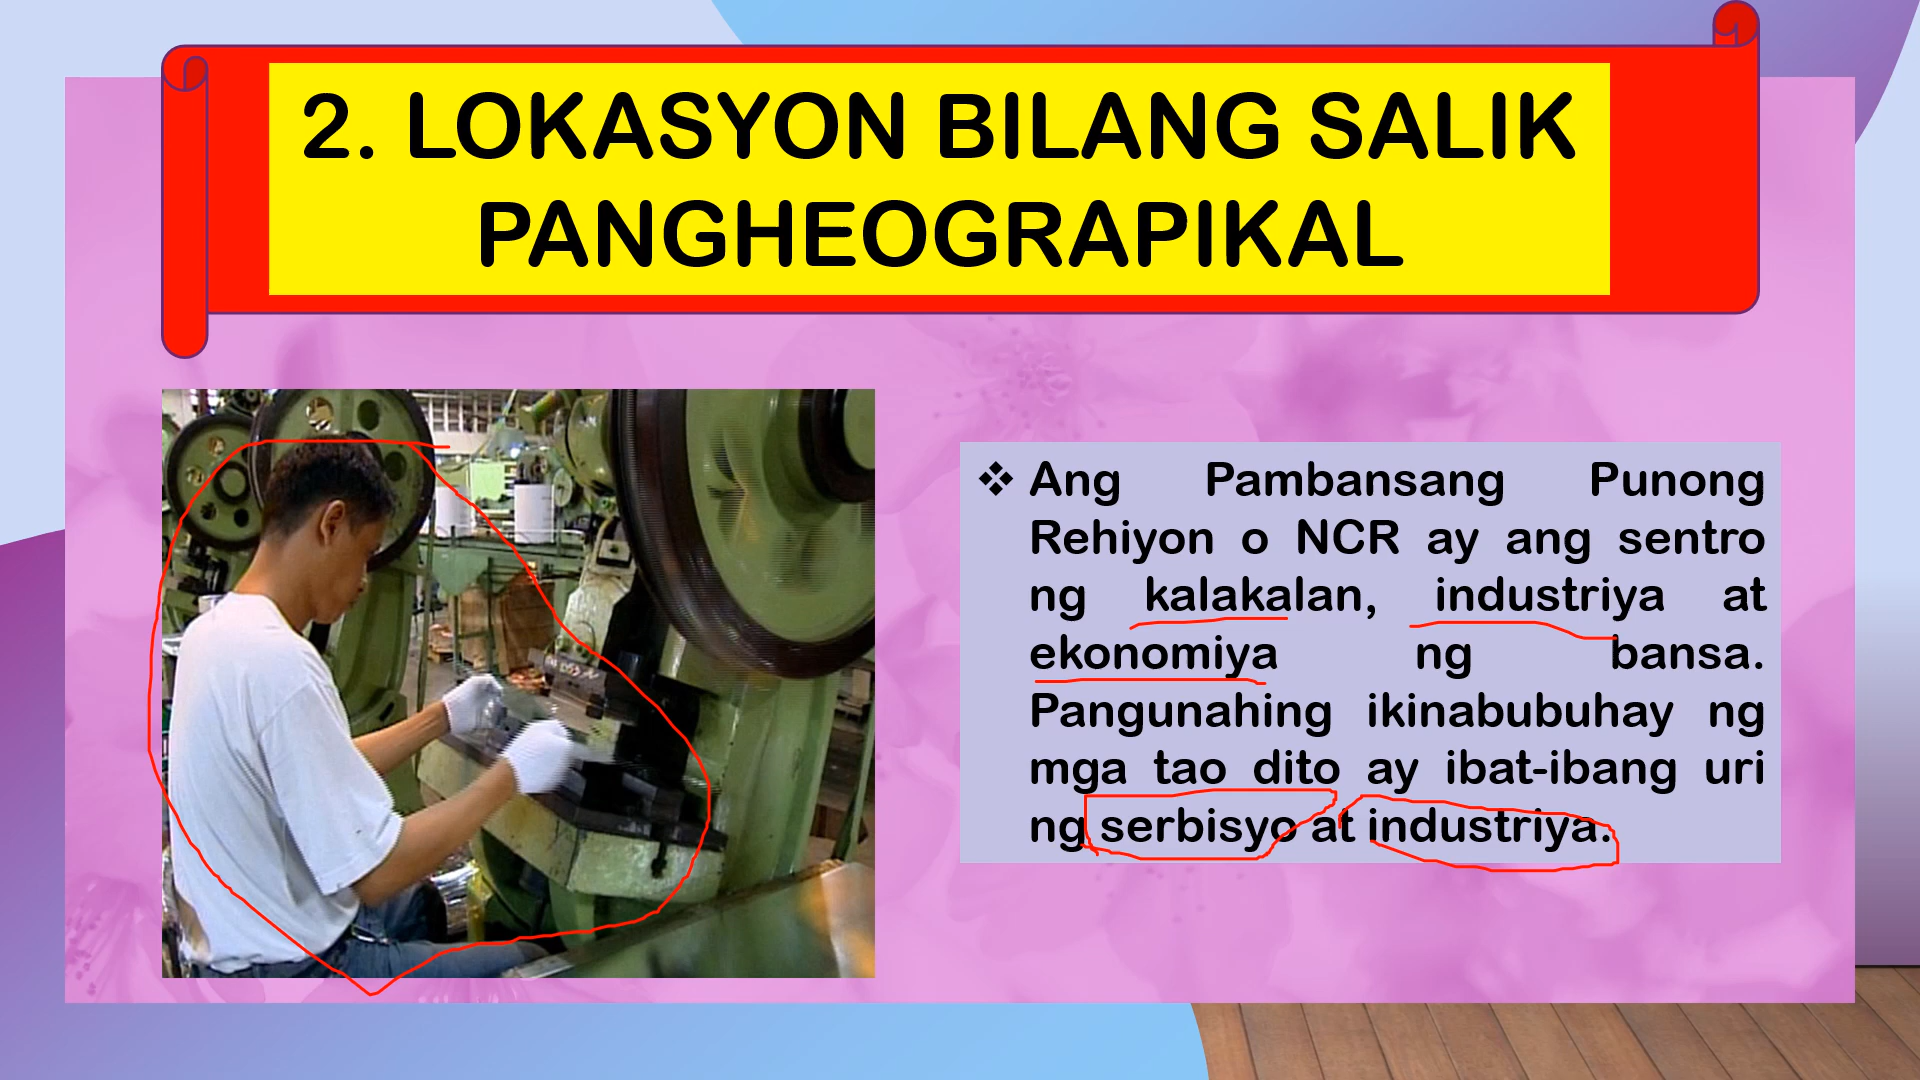 2. LOKASYON BILANG SALIK
PANGHEOGRAPIKAL
❖ Ang Pambansang Punong
Rehiyon o NCR ay ang sentro
ng kalakalan, industriya at
ekonomiya ng bansa.
Pangunahing ikinabubuhay ng
mga tao dito ay ibat-ibang uri
ng serbisyo at industriya.